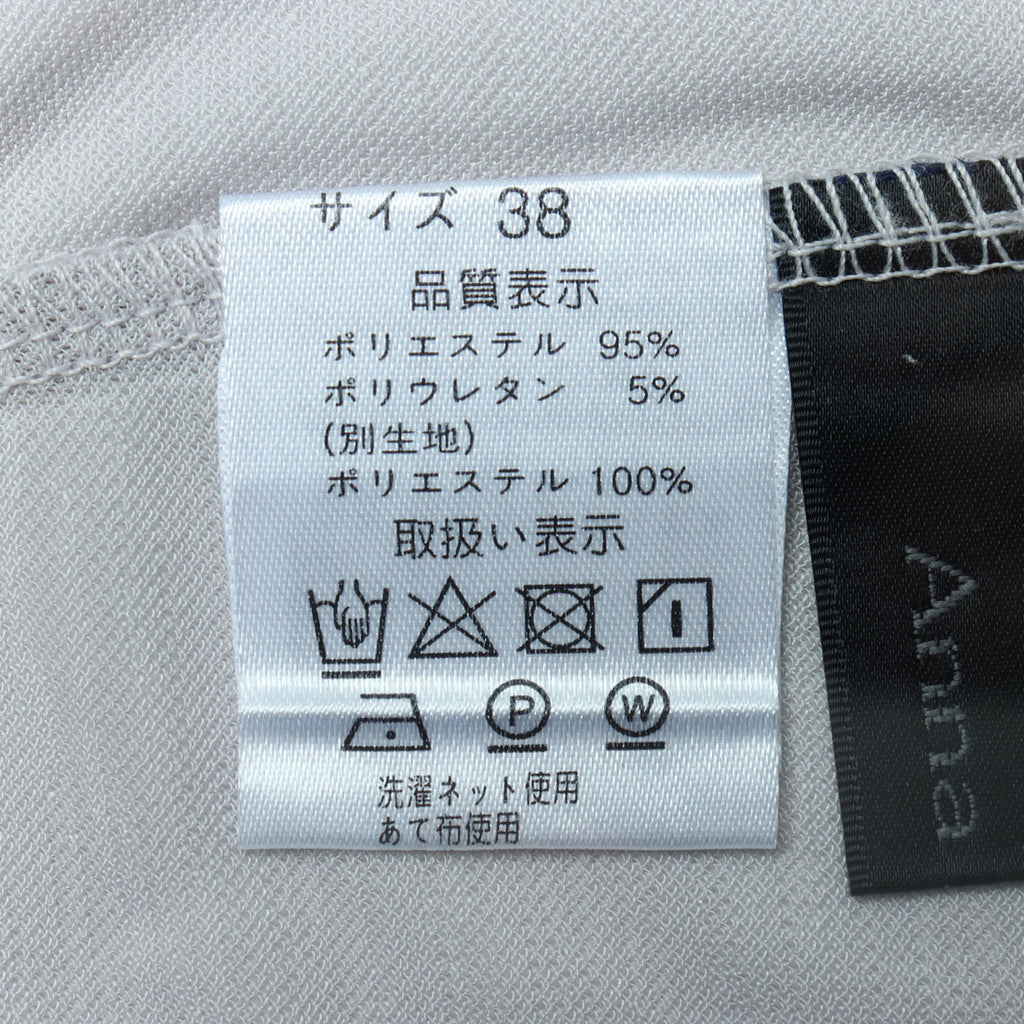 サイズ 38
品質表示
ポリエステル 95%
ポリウレタン 5%
(別生地)
ポリエステル 100%
取扱い表示
P W
洗濯ネット使用
あて布使用
Anna